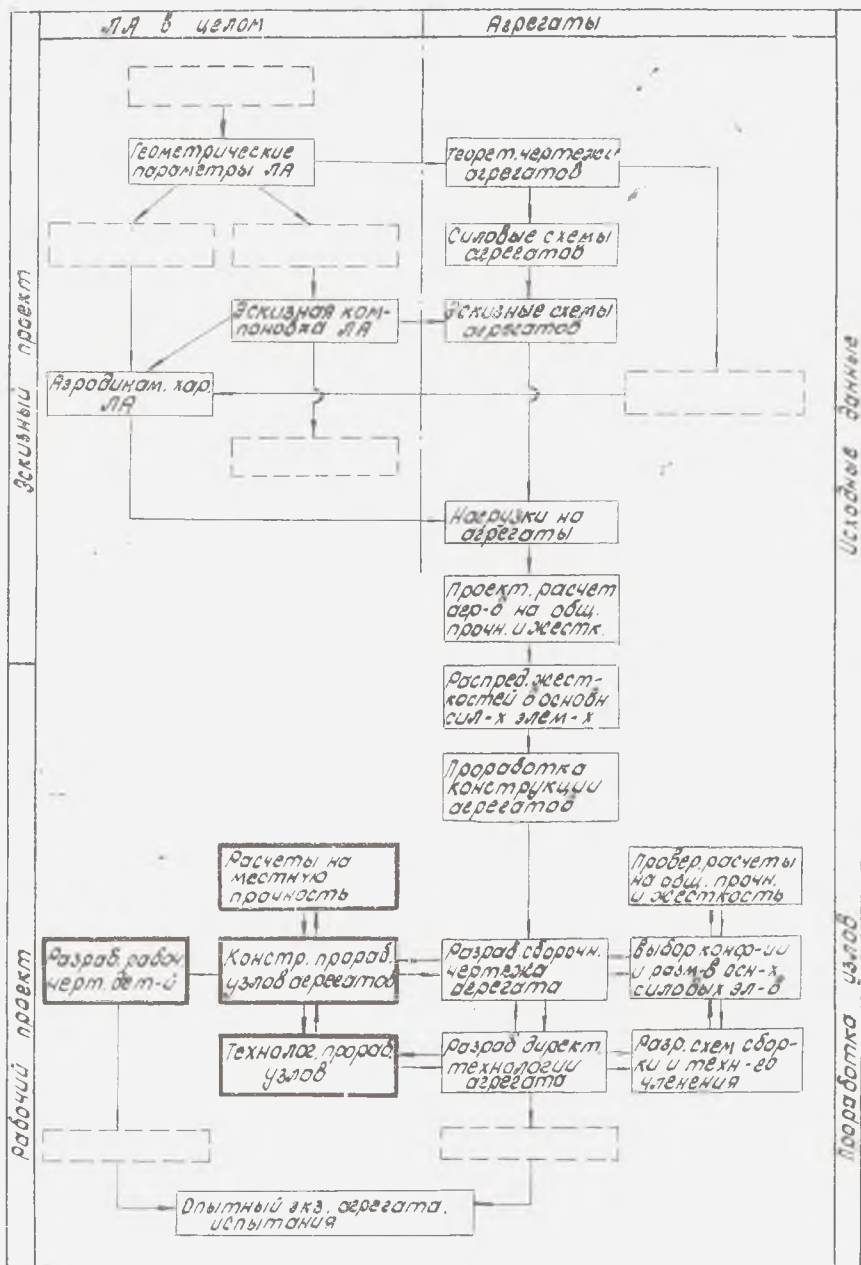 ЛА в целом
Агрегаты
Геометрические
параметры ЛА
Теорет. чертежи
агрегатов
Силовые схемы
агрегатов
Эскизная ком-
поновка ЛА
Эскизные схемы
агрегатов
Аэродинам. хар.
ЛА
Нагрузки на
агрегаты
Проект. расчет
агр-в на общ.
прочн. и жестк.
Распред. жест-
костей в основн
сил-х элем-х
Проработка
конструкции
агрегатов
Расчеты на
местную
прочность
Провер. расчеты
на общ. прочн.
и жесткость
Разраб. рабоч.
черт. дет-й
Констр. прораб.
узлов агрегатов
Разраб. сборочн.
чертежа
агрегата
Выбор конф-ии
и разм-в осн-х
силовых эл-в
Технолог. прораб.
узлов
Разраб. директ.
технологии
агрегата
Разр. схем сбор-
ки и техн-го
членения
Опытный экз. агрегата,
испытания
Эскизный проект
Рабочий проект
Исходные данные
Проработка узлов